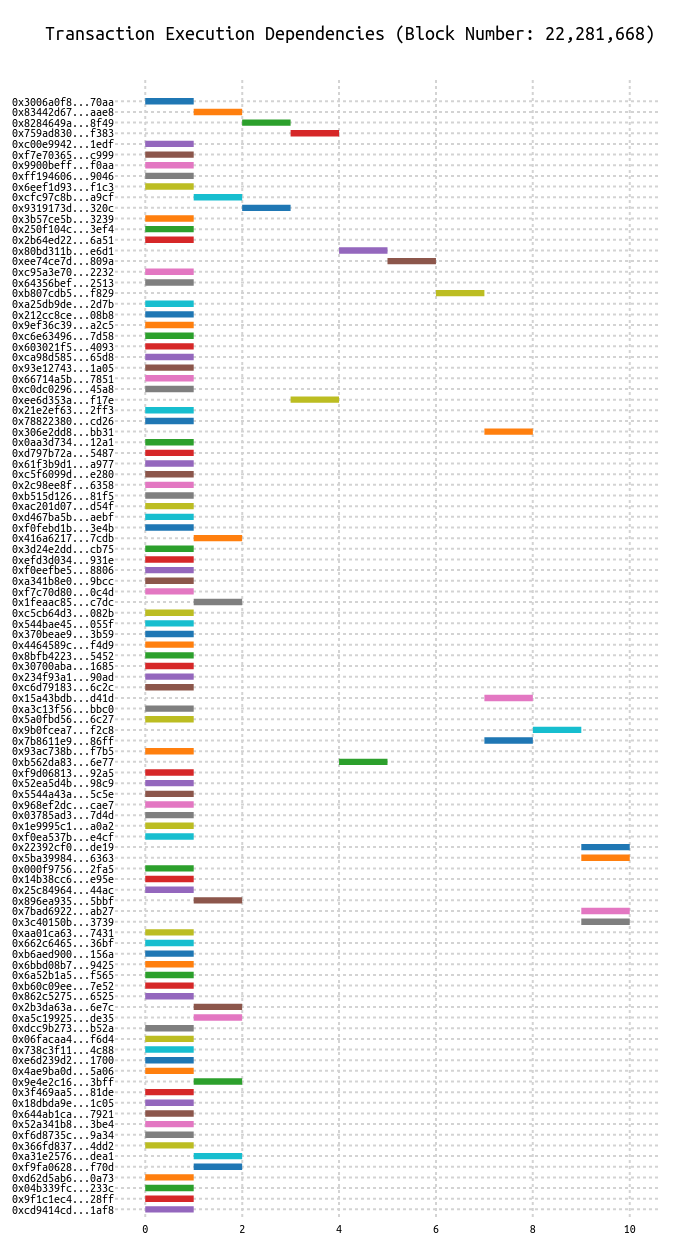 Transaction Execution Dependencies (Block Number: 22,281,668)
0x3006a0f8...70aa
0x83442d67...aae8
0x8284649a...8f49
0x759ad830...f383
0xc00e9942...1edf
0xf7e70365...c999
0x9900beff...f0aa
0xff194606...9046
0x6eef1d93...f1c3
0xcfc97c8b...a9cf
0x9319173d...320c
0x3b57ce5b...3239
0x250f104c...3ef4
0x2b64ed22...6a51
0x80bd311b...e6d1
0xee74ce7d...809a
0xc95a3e70...2232
0x64356bef...2513
0xb807cdb5...f829
0xa25db9de...2d7b
0x212cc8ce...08b8
0x9ef36c39...a2c5
0xc6e63496...7d58
0x603021f5...4093
0xca98d585...65d8
0x93e12743...1a05
0x66714a5b...7851
0xc0dc0296...45a8
0xee6d353a...f17e
0x21e2ef63...2ff3
0x78822380...cd26
0x306e2dd8...bb31
0x0aa3d734...12a1
0xd797b72a...5487
0x61f3b9d1...a977
0xc5f6099d...e280
0x2c98ee8f...6358
0xb515d126...81f5
0xac201d07...d54f
0xd467ba5b...aebf
0xf0febd1b...3e4b
0x416a6217...7cdb
0x3d24e2dd...cb75
0xefd3d034...931e
0xf0eefbe5...8806
0xa341b8e0...9bcc
0xf7c70d80...0c4d
0x1feaac85...c7dc
0xc5cb64d3...082b
0x544bae45...055f
0x370beae9...3b59
0x4464589c...f4d9
0x8bfb4223...5452
0x30700aba...1685
0x234f93a1...90ad
0xc6d79183...6c2c
0x15a43bdb...d41d
0xa3c13f56...bbc0
0x5a0fbd56...6c27
0x9b0fcea7...f2c8
0x7b8611e9...86ff
0x93ac738b...f7b5
0xb562da83...6e77
0xf9d06813...92a5
0x52ea5d4b...98c9
0x5544a43a...5c5e
0x968ef2dc...cae7
0x03785ad3...7d4d
0x1e9995c1...a0a2
0xf0ea537b...e4cf
0x22392cf0...de19
0x5ba39984...6363
0x000f9756...2fa5
0x14b38cc6...e95e
0x25c84964...44ac
0x896ea935...5bbf
0x7bad6922...ab27
0x3c40150b...3739
0xaa01ca63...7431
0x662c6465...36bf
0xb6aed900...156a
0x6bbd08b7...9425
0x6a52b1a5...f565
0xb60c09ee...7e52
0x862c5275...6525
0x2b3da63a...6e7c
0xa5c19925...de35
0xdcc9b273...b52a
0x06facaa4...f6d4
0x738c3f11...4c88
0xe6d239d2...1700
0x4ae9ba0d...5a06
0x9e4e2c16...3bff
0x3f469aa5...81de
0x18dbda9e...1c05
0x644ab1ca...7921
0x52a341b8...3be4
0xf6d8735c...9a34
0x366fd837...4dd2
0xa31e2576...dea1
0xf9fa0628...f70d
0xd62d5ab6...0a73
0x04b339fc...233c
0x9f1c1ec4...28ff
0xcd9414cd...1af8
0 2 4 6 8 10